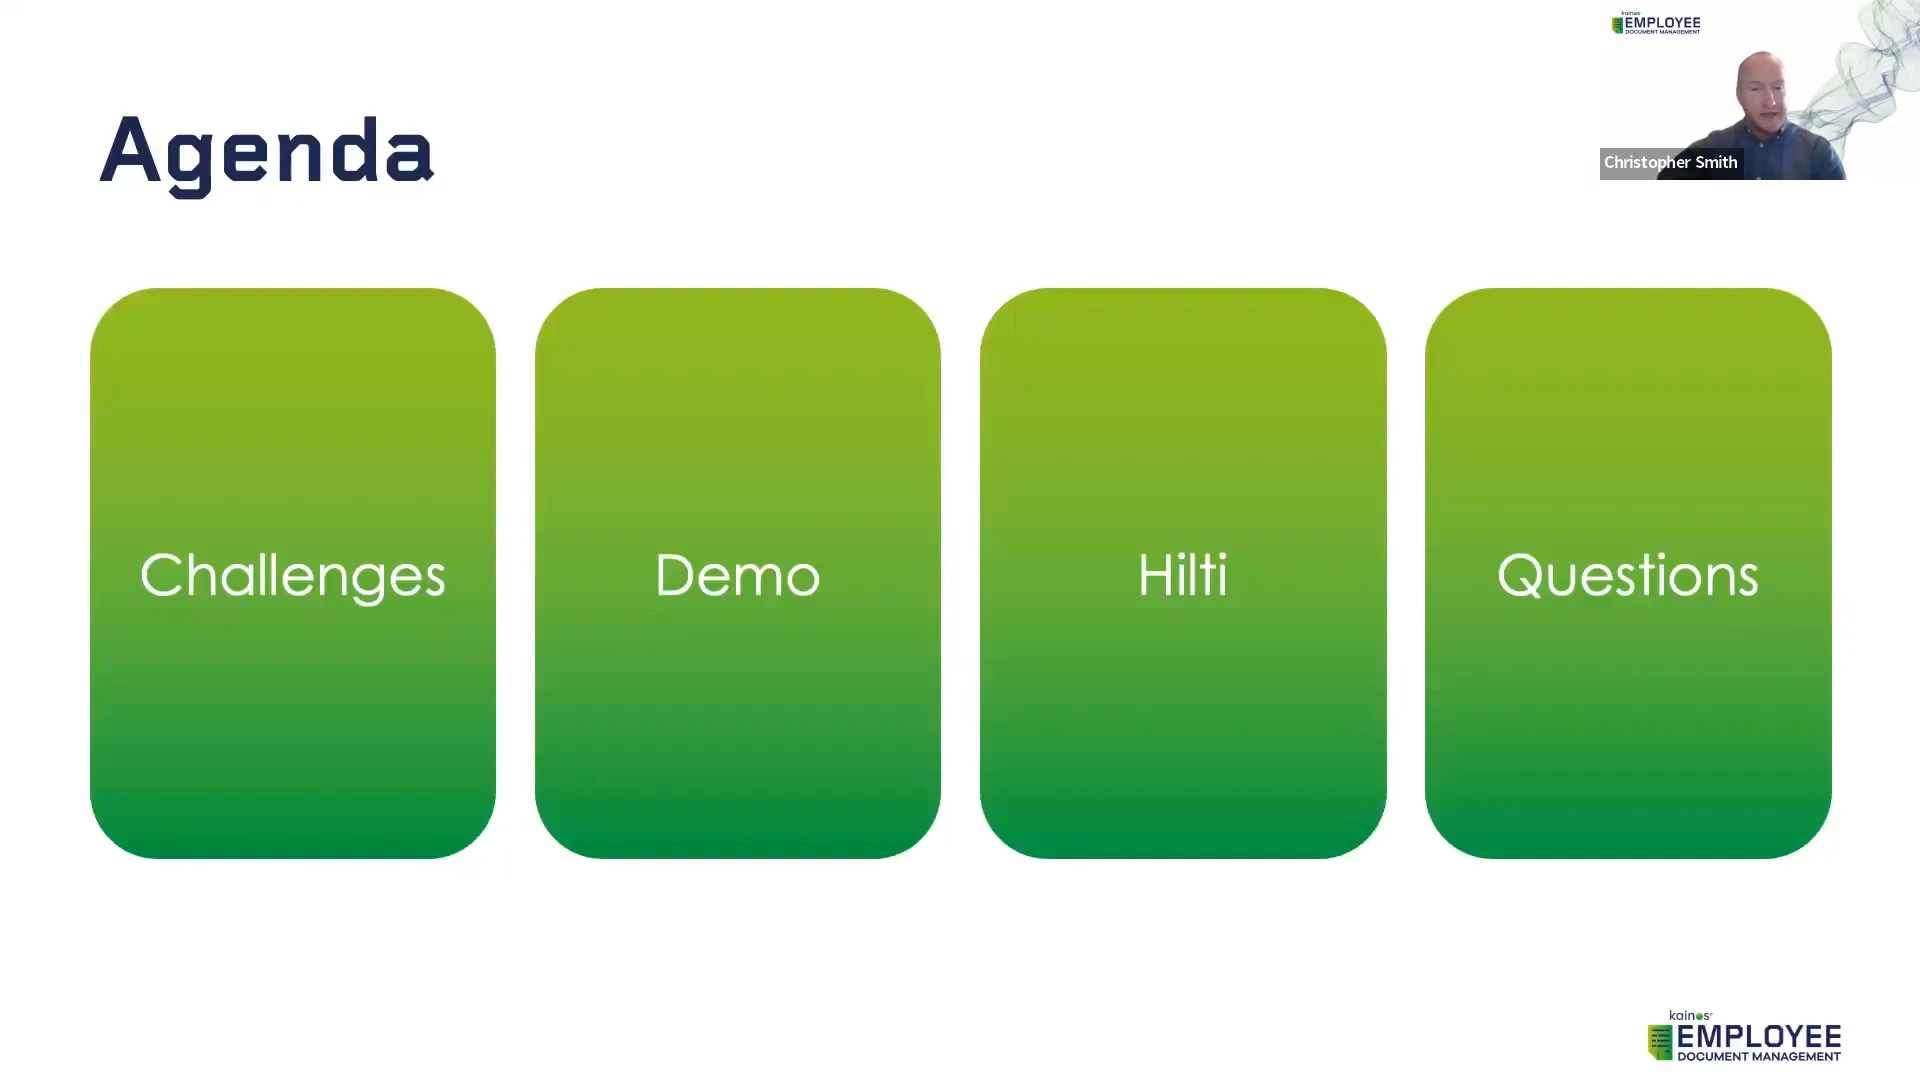 kainos
EMPLOYEE
DOCUMENT MANAGEMENT
Christopher Smith
Agenda
Challenges
Demo
Hilti
Questions
kainos
EMPLOYEE
DOCUMENT MANAGEMENT